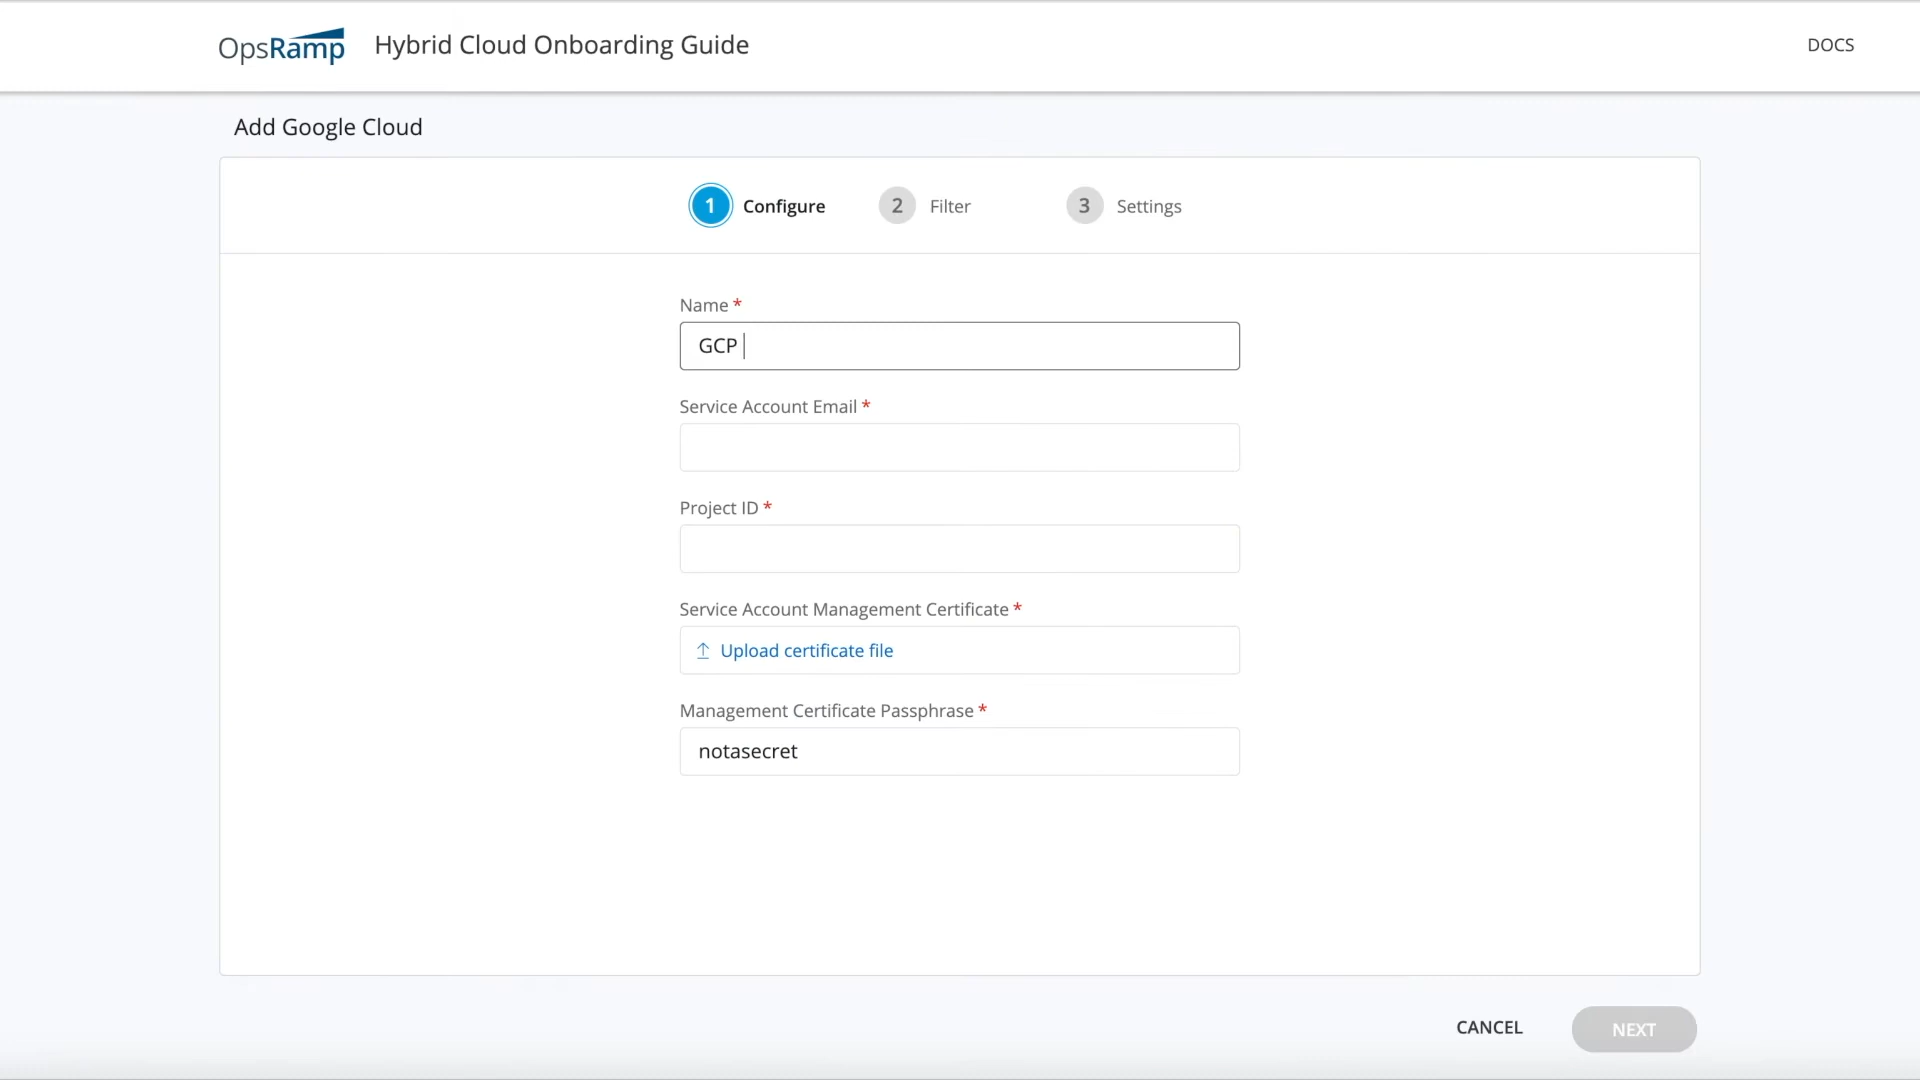 OpsRamp Hybrid Cloud Onboarding Guide DOCS
Add Google Cloud
1 Configure 2 Filter 3 Settings
Name *
GCP
Service Account Email *
Project ID *
Service Account Management Certificate *
Upload certificate file
Management Certificate Passphrase *
notasecret
CANCEL NEXT